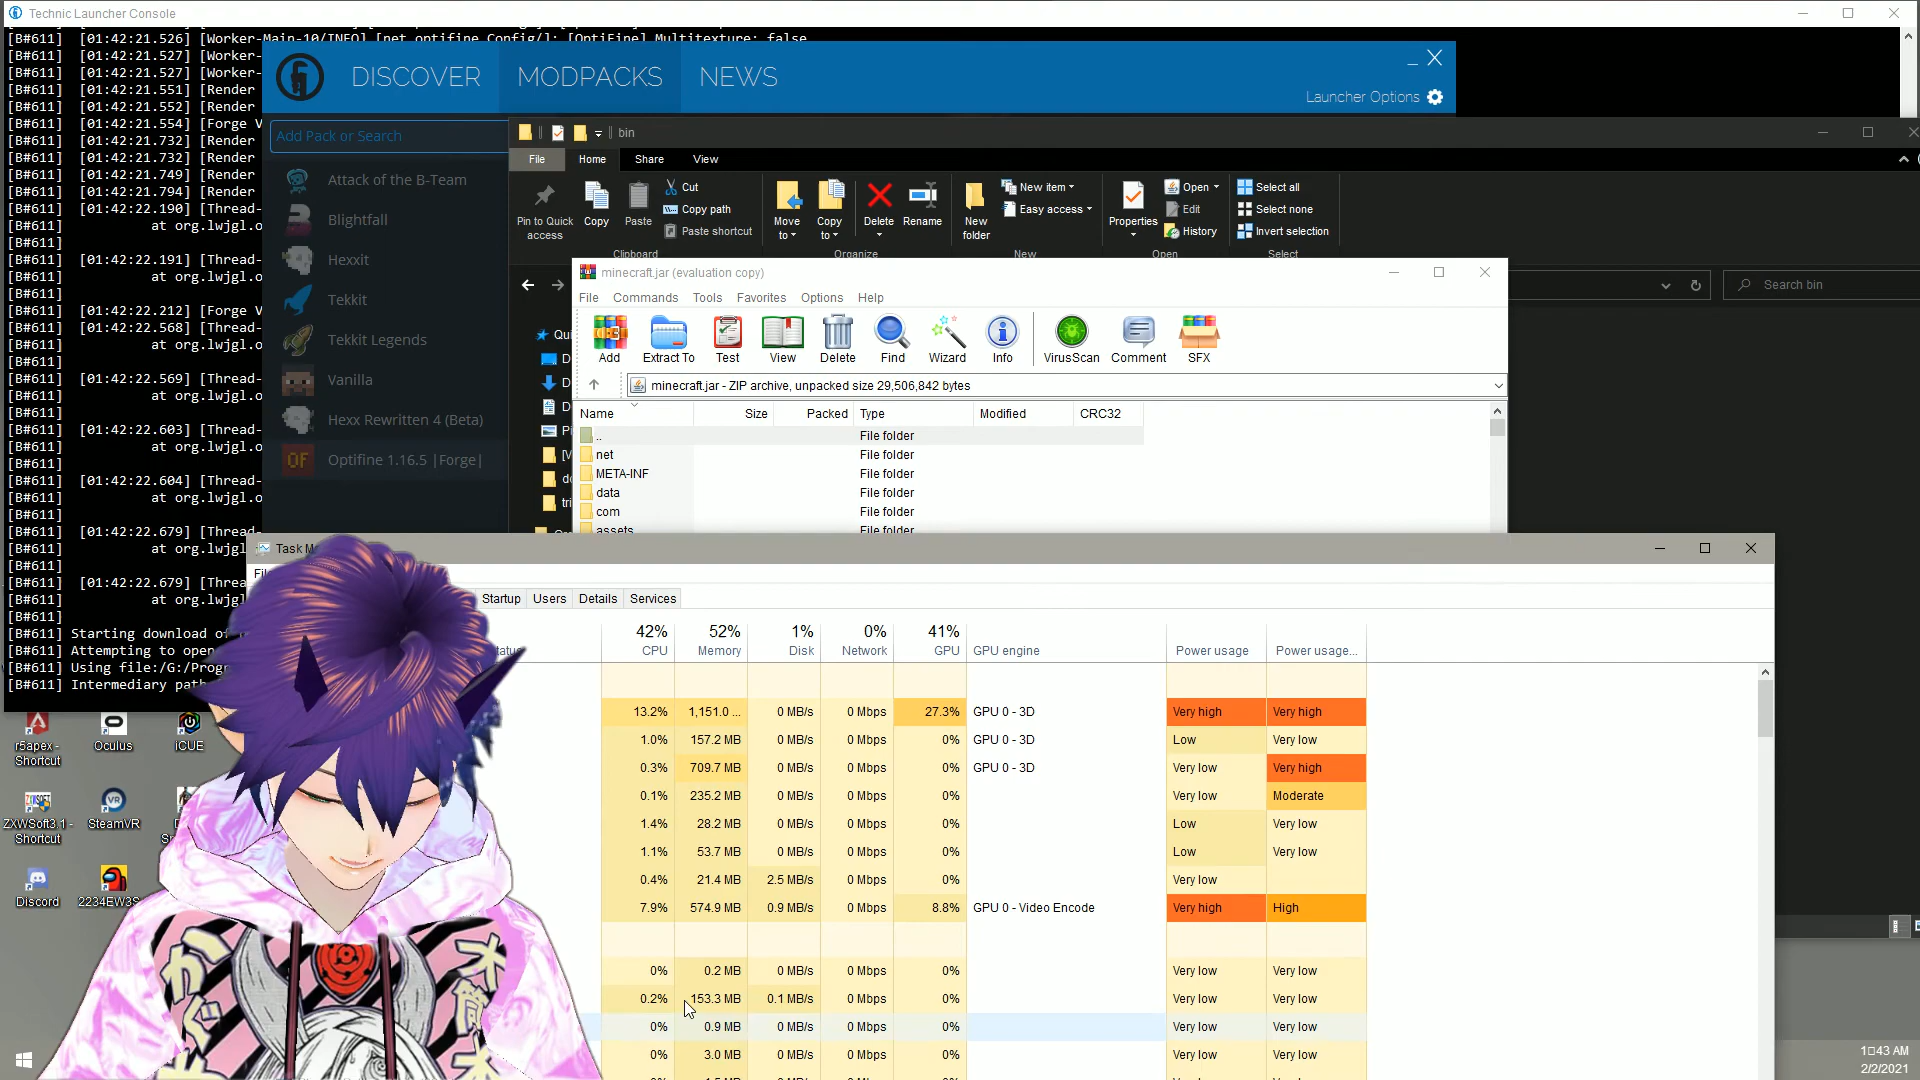 Technic Launcher Console
[B#611] [01:42:21.526] [Worker-Main-10/INFO] [net.optifine.Config/]: [OptiFine] Multitexture: false
[B#611] [01:42:21.527] [Worker-
[B#611] [01:42:21.527] [Worker-
[B#611] [01:42:21.551] [Render
[B#611] [01:42:21.552] [Render
[B#611] [01:42:21.554] [Forge V
[B#611] [01:42:21.732] [Render
[B#611] [01:42:21.732] [Render
[B#611] [01:42:21.749] [Render
[B#611] [01:42:21.794] [Render
[B#611] [01:42:22.190] [Thread-
[B#611] at org.lwjgl.o
[B#611]
[B#611] [01:42:22.191] [Thread-
[B#611] at org.lwjgl.o
[B#611]
[B#611] [01:42:22.212] [Forge V
[B#611] [01:42:22.568] [Thread-
[B#611] at org.lwjgl.o
[B#611]
[B#611] [01:42:22.569] [Thread-
[B#611] at org.lwjgl.o
[B#611]
[B#611] [01:42:22.603] [Thread-
[B#611] at org.lwjgl.o
[B#611]
[B#611] [01:42:22.604] [Thread-
[B#611] at org.lwjgl.o
[B#611]
[B#611] [01:42:22.679] [Thread-
[B#611] at org.lwjgl
[B#611]
[B#611] [01:42:22.679] [Threa
[B#611] at org.lwjgl
[B#611]
[B#611] Starting download of
[B#611] Attempting to open
[B#611] Using file:/G:/Progr
[B#611] Intermediary path
DISCOVER MODPACKS NEWS
Launcher Options
Add Pack or Search
Attack of the B-Team
Blightfall
Hexxit
Tekkit
Tekkit Legends
Vanilla
Hexx Rewritten 4 (Beta)
OF Optifine 1.16.5 |Forge|
bin
File Home Share View
Pin to Quick access
Copy
Paste
Cut
Copy path
Paste shortcut
Clipboard
Move to
Copy to
Delete
Rename
Organize
New folder
New item
Easy access
New
Properties
Open
Edit
History
Open
Select all
Select none
Invert selection
Select
Search bin
Qui
D
D
D
Pi
[V
do
tri
minecraft.jar (evaluation copy)
File Commands Tools Favorites Options Help
Add Extract To Test View Delete Find Wizard Info VirusScan Comment SFX
minecraft.jar - ZIP archive, unpacked size 29,506,842 bytes
Name Size Packed Type Modified CRC32
.. File folder
net File folder
META-INF File folder
data File folder
com File folder
assets File folder
Task M
Fil
Startup Users Details Services
42% 52% 1% 0% 41%
tatus CPU Memory Disk Network GPU GPU engine Power usage Power usage...
13.2% 1,151.0 ... 0 MB/s 0 Mbps 27.3% GPU 0 - 3D Very high Very high
1.0% 157.2 MB 0 MB/s 0 Mbps 0% GPU 0 - 3D Low Very low
0.3% 709.7 MB 0 MB/s 0 Mbps 0% GPU 0 - 3D Very low Very high
0.1% 235.2 MB 0 MB/s 0 Mbps 0% Very low Moderate
1.4% 28.2 MB 0 MB/s 0 Mbps 0% Low Very low
1.1% 53.7 MB 0 MB/s 0 Mbps 0% Low Very low
0.4% 21.4 MB 2.5 MB/s 0 Mbps 0% Very low
7.9% 574.9 MB 0.9 MB/s 0 Mbps 8.8% GPU 0 - Video Encode Very high High
0% 0.2 MB 0 MB/s 0 Mbps 0% Very low Very low
0.2% 153.3 MB 0.1 MB/s 0 Mbps 0% Very low Very low
0% 0.9 MB 0 MB/s 0 Mbps 0% Very low Very low
0% 3.0 MB 0 MB/s 0 Mbps 0% Very low Very low
r5apex - Shortcut
Oculus
iCUE
ZXWSoft3.1 - Shortcut
SteamVR
Discord
2234EW3S
1:43 AM
2/2/2021